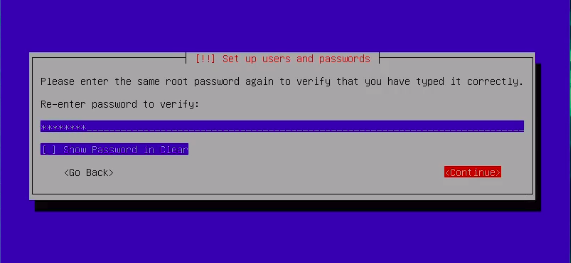 [!!] Set up users and passwords
Please enter the same root password again to verify that you have typed it correctly.
Re-enter password to verify:
********
[ ] Show Password in Clear
<Go Back>
<Continue>